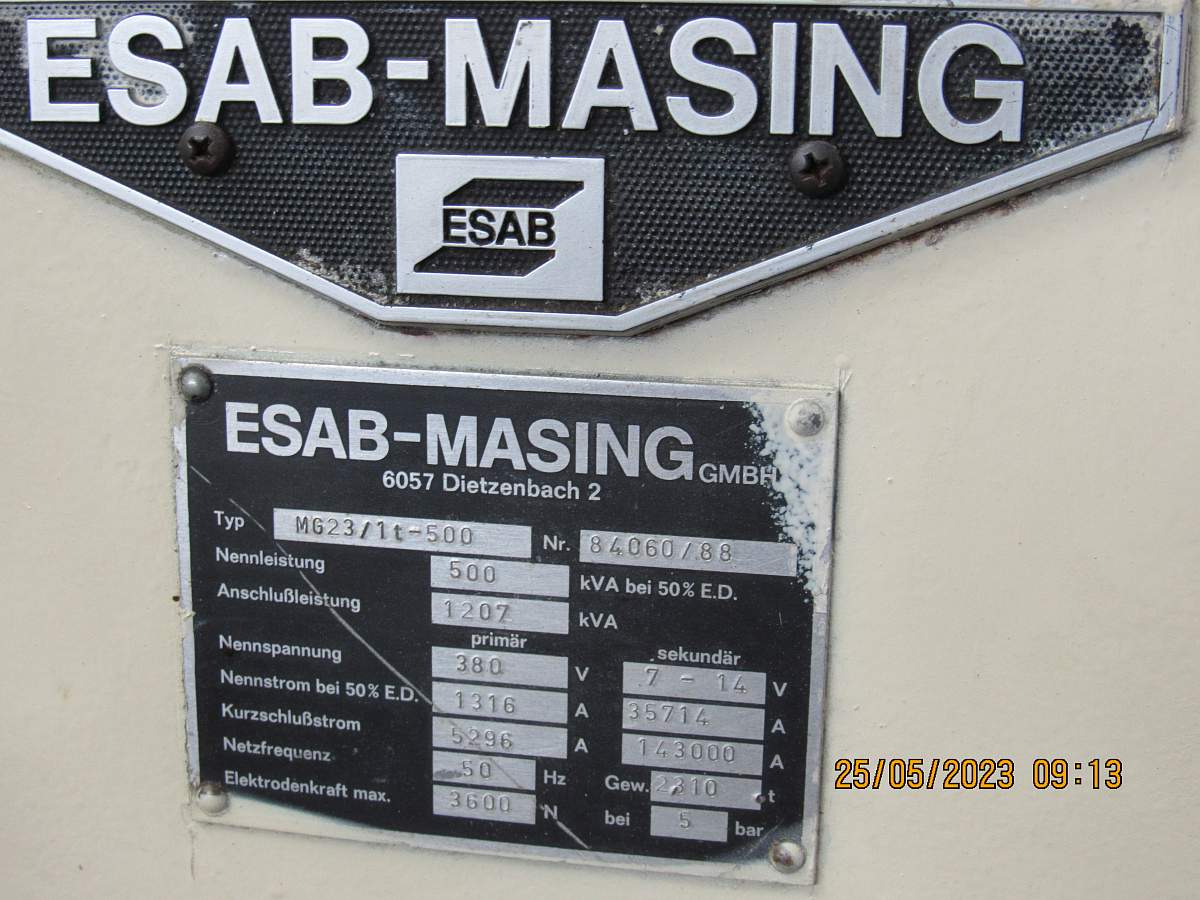 ESAB-MASING
ESAB
ESAB-MASING GMBH
6057 Dietzenbach 2
Typ MG23/1t-500 Nr. 84060/88
Nennleistung 500 kVA bei 50% E.D.
Anschlußleistung 1207 kVA
primär sekundär
Nennspannung 380 V 7 - 14 V
Nennstrom bei 50% E.D. 1316 A 35714 A
Kurzschlußstrom 5296 A 143000 A
Netzfrequenz 50 Hz Gew. 2,310 t
Elektrodenkraft max. 3600 N bei 5 bar
25/05/2023 09:13